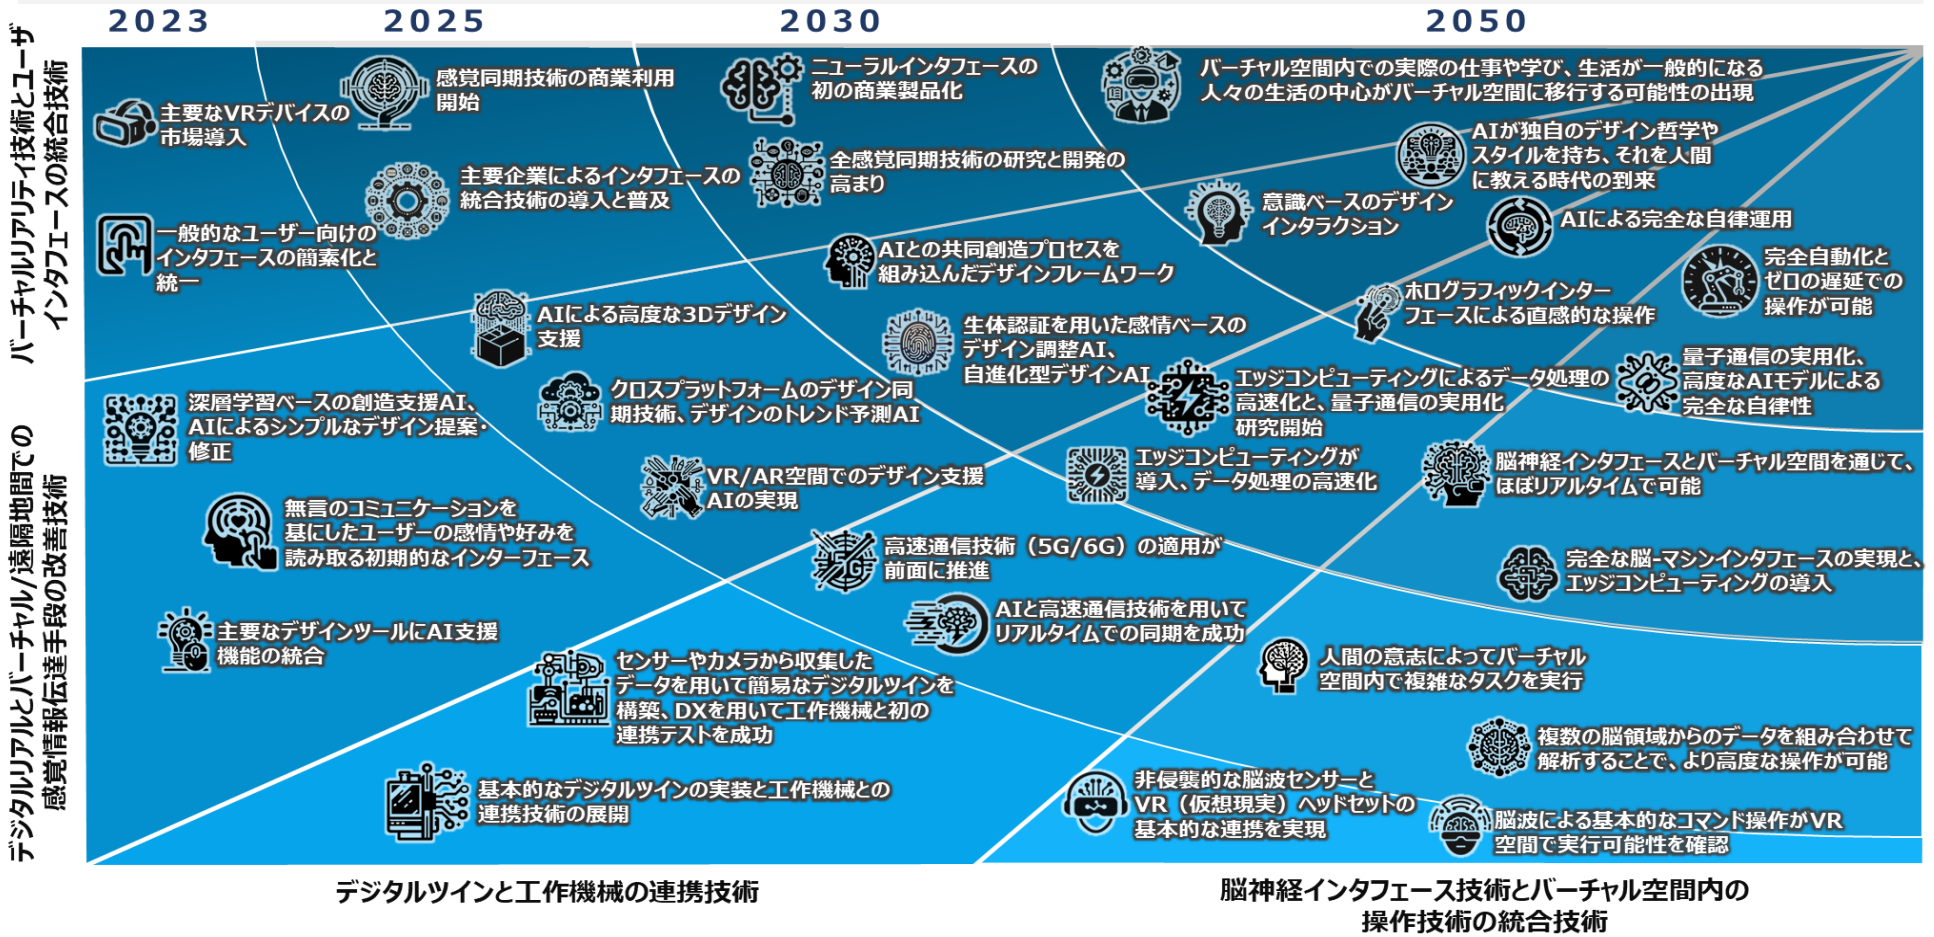 2023
2025
2030
2050
バーチャルリアリティ技術とユーザ
インタフェースの統合技術
デジタルリアルとバーチャル/遠隔地間での
感覚情報伝達手段の改善技術
主要なVRデバイスの
市場導入
一般的なユーザー向けの
インタフェースの簡素化と
統一
感覚同期技術の商業利用
開始
主要企業によるインタフェースの
統合技術の導入と普及
ニューラルインタフェースの
初の商業製品化
全感覚同期技術の研究と開発の
高まり
バーチャル空間内での実際の仕事や学び、生活が一般的になる
人々の生活の中心がバーチャル空間に移行する可能性の出現
深層学習ベースの創造支援AI、
AIによるシンプルなデザイン提案・
修正
無言のコミュニケーションを
基にしたユーザーの感情や好みを
読み取る初期的なインターフェース
主要なデザインツールにAI支援
機能の統合
AIによる高度な3Dデザイン
支援
クロスプラットフォームのデザイン同
期技術、デザインのトレンド予測AI
VR/AR空間でのデザイン支援
AIの実現
AIとの共同創造プロセスを
組み込んだデザインフレームワーク
生体認証を用いた感情ベースの
デザイン調整AI、
自進化型デザインAI
AIが独自のデザイン哲学や
スタイルを持ち、それを人間
に教える時代の到来
意識ベースのデザイン
インタラクション
AIによる完全な自律運用
完全自動化と
ゼロの遅延での
操作が可能
ホログラフィックインター
フェースによる直感的な操作
量子通信の実用化、
高度なAIモデルによる
完全な自律性
エッジコンピューティングによるデータ処理の
高速化と、量子通信の実用化
研究開始
エッジコンピューティングが
導入、データ処理の高速化
高速通信技術（5G/6G）の適用が
前面に推進
AIと高速通信技術を用いて
リアルタイムでの同期を成功
センサーやカメラから収集した
データを用いて簡易なデジタルツインを
構築、DXを用いて工作機械と初の
連携テストを成功
基本的なデジタルツインの実装と工作機械との
連携技術の展開
脳神経インタフェースとバーチャル空間を通じて、
ほぼリアルタイムで可能
完全な脳-マシンインタフェースの実現と、
エッジコンピューティングの導入
人間の意志によってバーチャル
空間内で複雑なタスクを実行
複数の脳領域からのデータを組み合わせて
解析することで、より高度な操作が可能
非侵襲的な脳波センサーと
VR（仮想現実）ヘッドセットの
基本的な連携を実現
脳波による基本的なコマンド操作がVR
空間で実行可能性を確認
デジタルツインと工作機械の連携技術
脳神経インタフェース技術とバーチャル空間内の
操作技術の統合技術